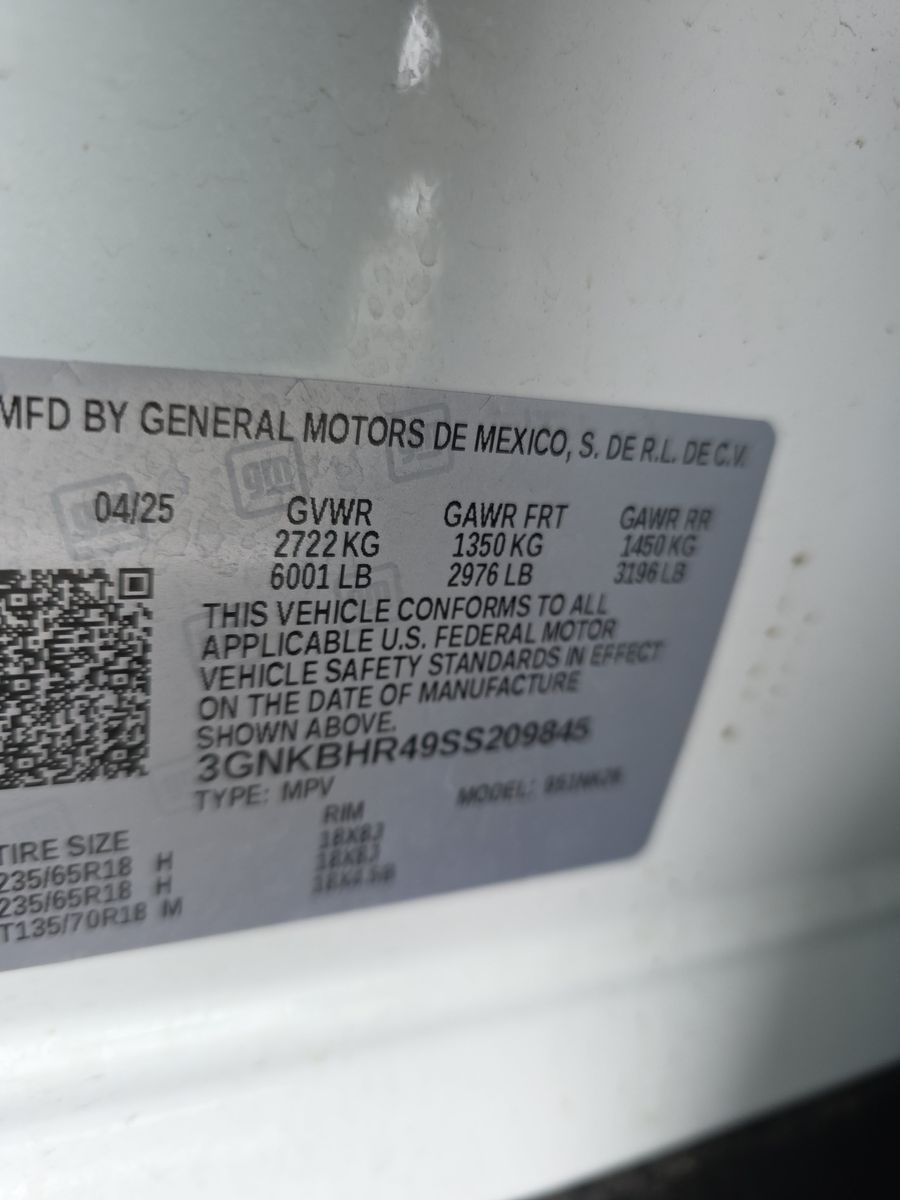 MFD BY GENERAL MOTORS DE MEXICO, S. DE R.L. DE C.V.
04/25 GVWR GAWR FRT GAWR RR
2722 KG 1350 KG 1450 KG
6001 LB 2976 LB 3196 LB
THIS VEHICLE CONFORMS TO ALL
APPLICABLE U.S. FEDERAL MOTOR
VEHICLE SAFETY STANDARDS IN EFFECT
ON THE DATE OF MANUFACTURE
SHOWN ABOVE.
3GNKBHR49SS209845
TYPE: MPV MODEL:
TIRE SIZE RIM
235/65R18 H 18X8J
235/65R18 H 18X8J
T135/70R18 M
gm